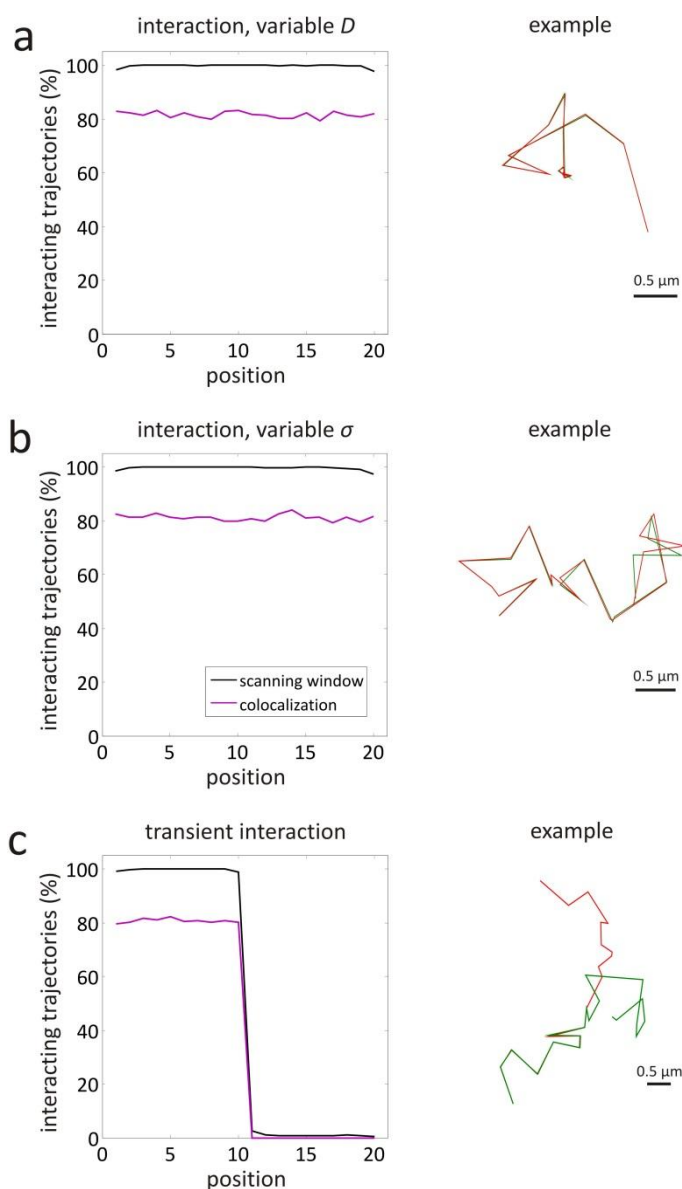 a
interaction, variable D
example
interacting trajectories (%)
100
80
60
40
20
0
0 5 10 15 20
position
0.5 µm
b
interaction, variable σ
example
interacting trajectories (%)
100
80
60
40
20
0
scanning window
colocalization
0 5 10 15 20
position
0.5 µm
c
transient interaction
example
interacting trajectories (%)
100
80
60
40
20
0
0 5 10 15 20
position
0.5 µm